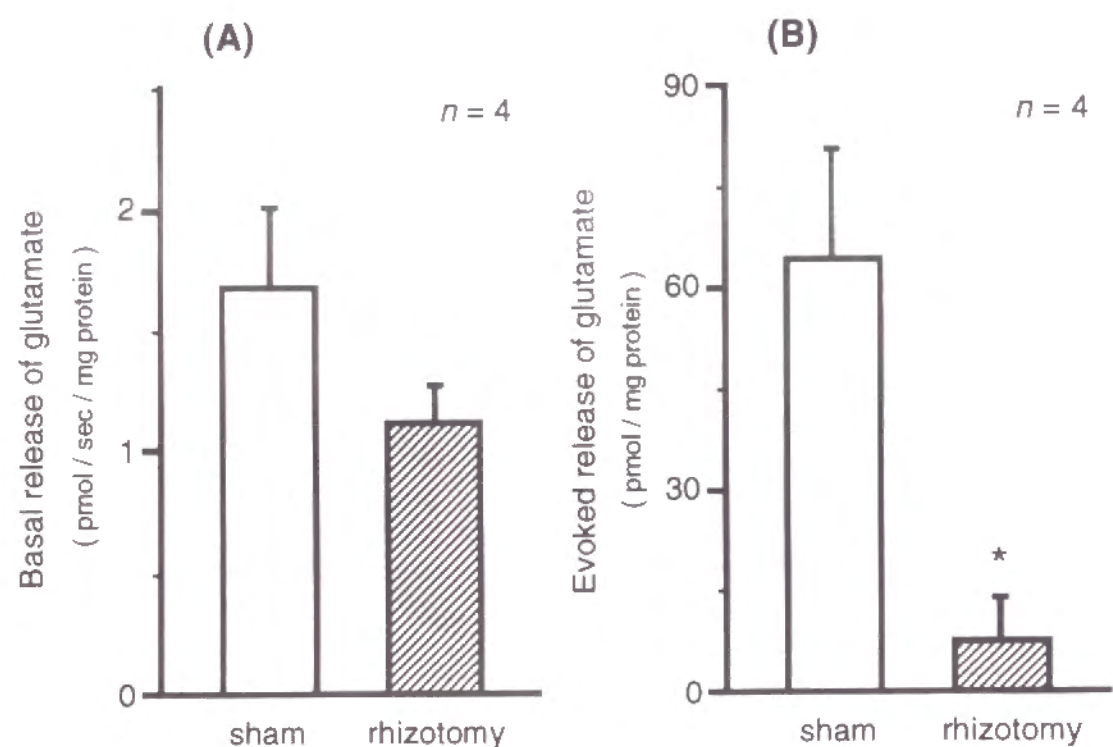 (A)
n = 4
Basal release of glutamate
( pmol / sec / mg protein )
2
1
0
sham rhizotomy
(B)
n = 4
Evoked release of glutamate
( pmol / mg protein )
90
60
30
0
*
sham rhizotomy